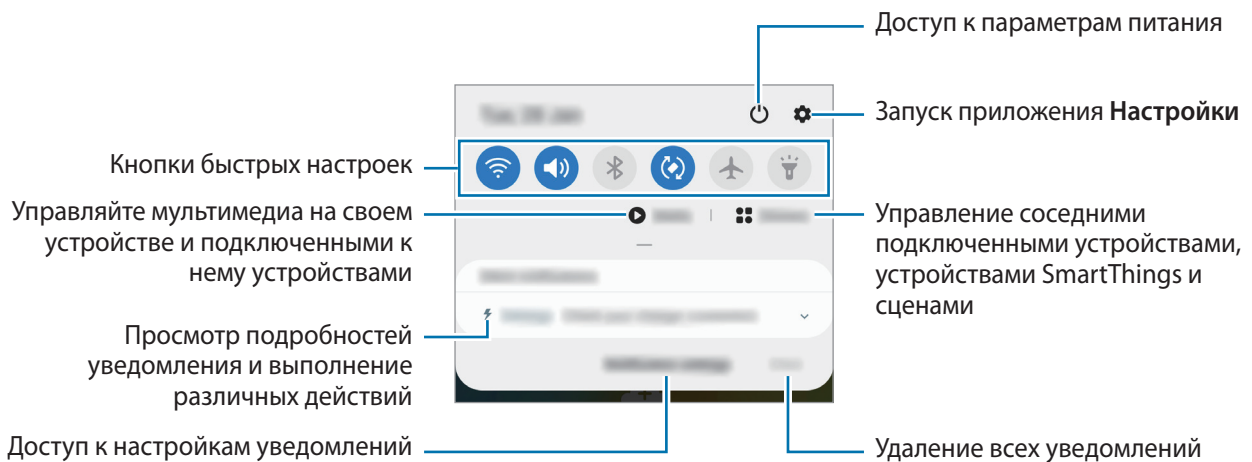 Доступ к параметрам питания
Запуск приложения Настройки
Кнопки быстрых настроек
Управляйте мультимедиа на своем
устройстве и подключенными к
нему устройствами
Управление соседними
подключенными устройствами,
устройствами SmartThings и
сценами
Просмотр подробностей
уведомления и выполнение
различных действий
Доступ к настройкам уведомлений
Удаление всех уведомлений